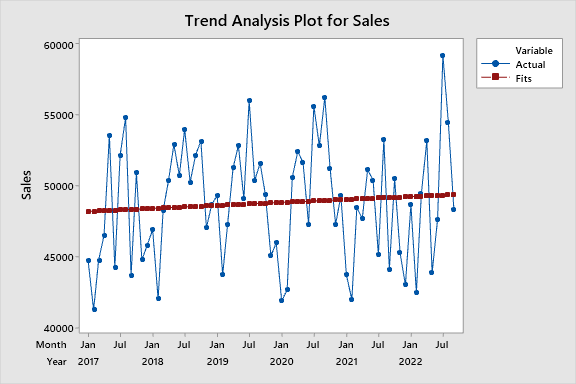 Trend Analysis Plot for Sales
Variable
Actual
Fits
60000
55000
50000
45000
40000
Sales
Month Jan Jul Jan Jul Jan Jul Jan Jul Jan Jul Jan Jul
Year 2017 2018 2019 2020 2021 2022